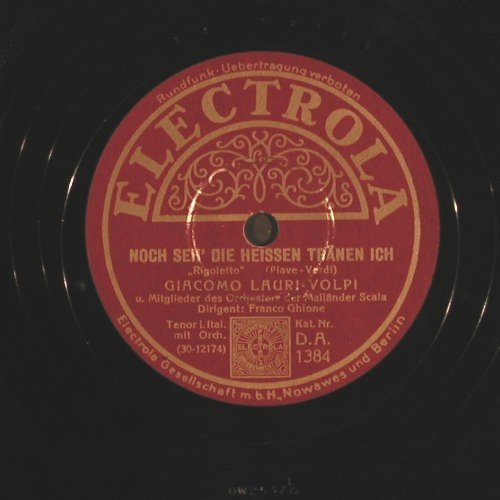 Rundfunk-Uebertragung verboten
ELECTROLA
NOCH SEH' DIE HEISSEN TRÄNEN ICH
„Rigoletto" (Piave - Verdi)
GIACOMO LAURI-VOLPI
u. Mitglieder des Orchesters der Mailänder Scala
Dirigent: Franco Ghione
Tenor i. Ital.
mit Orch.
(30-12174)
ELECTROLA
Kat. Nr.
D.A.
1384
Electrola Gesellschaft m.b.H., Nowawes und Berlin